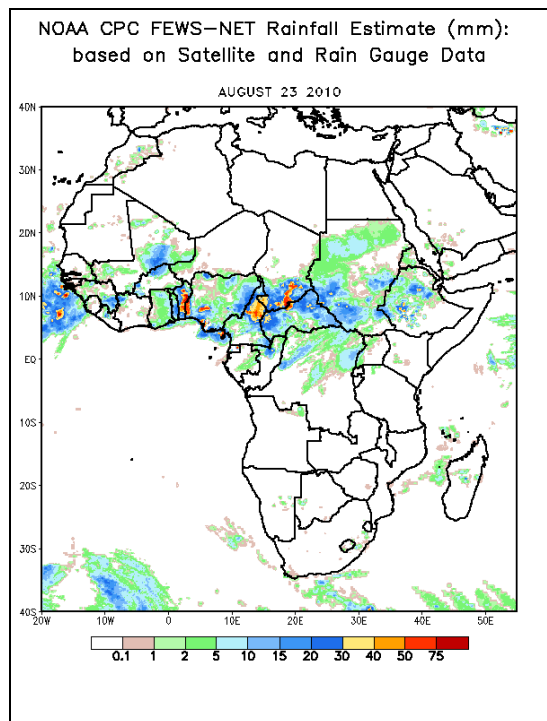 NOAA CPC FEWS-NET Rainfall Estimate (mm):
based on Satellite and Rain Gauge Data
AUGUST 23 2010
40N
30N
20N
10N
EQ
10S
20S
30S
40S
20W 10W 0 10E 20E 30E 40E 50E
0.1 1 2 5 10 15 20 30 40 50 75